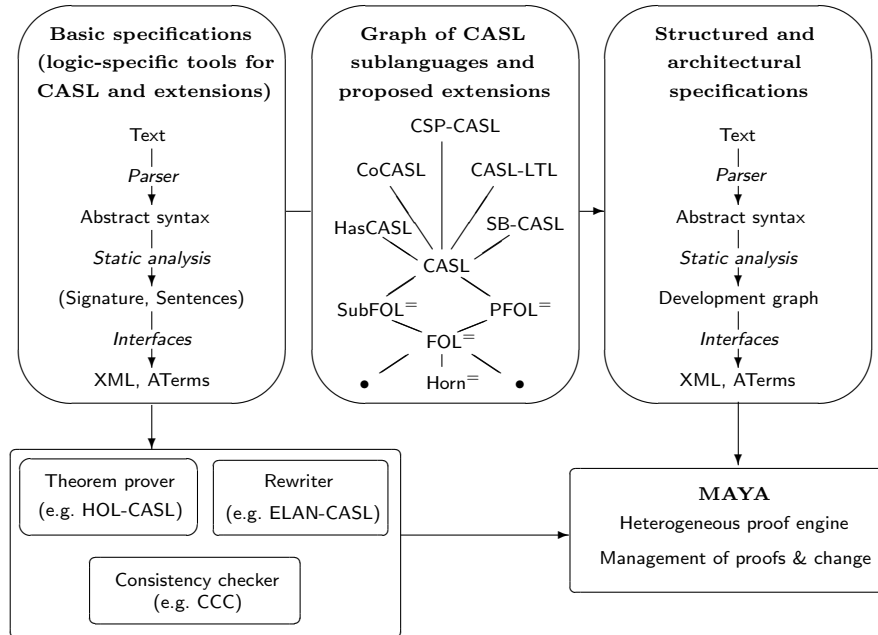 Basic specifications
(logic-specific tools for
CASL and extensions)
Text
Parser
Abstract syntax
Static analysis
(Signature, Sentences)
Interfaces
XML, ATerms
Graph of CASL
sublanguages and
proposed extensions
CSP-CASL
CoCASL CASL-LTL
HasCASL SB-CASL
CASL
SubFOL= PFOL=
FOL=
Horn=
Structured and
architectural
specifications
Text
Parser
Abstract syntax
Static analysis
Development graph
Interfaces
XML, ATerms
Theorem prover
(e.g. HOL-CASL)
Rewriter
(e.g. ELAN-CASL)
Consistency checker
(e.g. CCC)
MAYA
Heterogeneous proof engine
Management of proofs & change